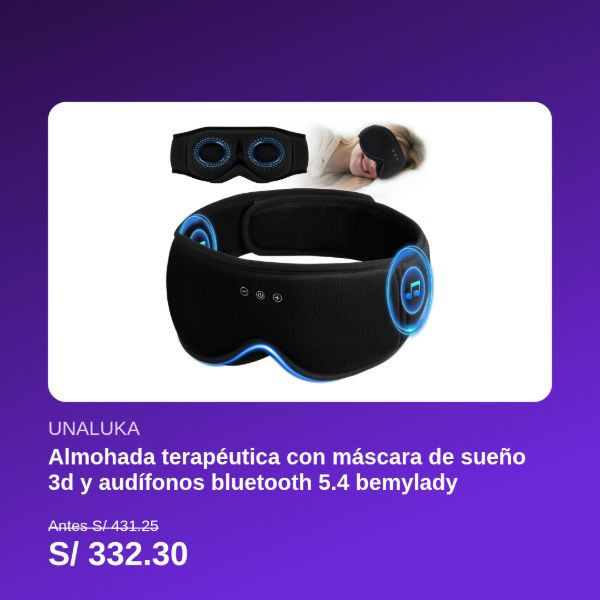 UNALUKA
Almohada terapéutica con máscara de sueño
3d y audífonos bluetooth 5.4 bemylady
Antes S/ 431.25
S/ 332.30